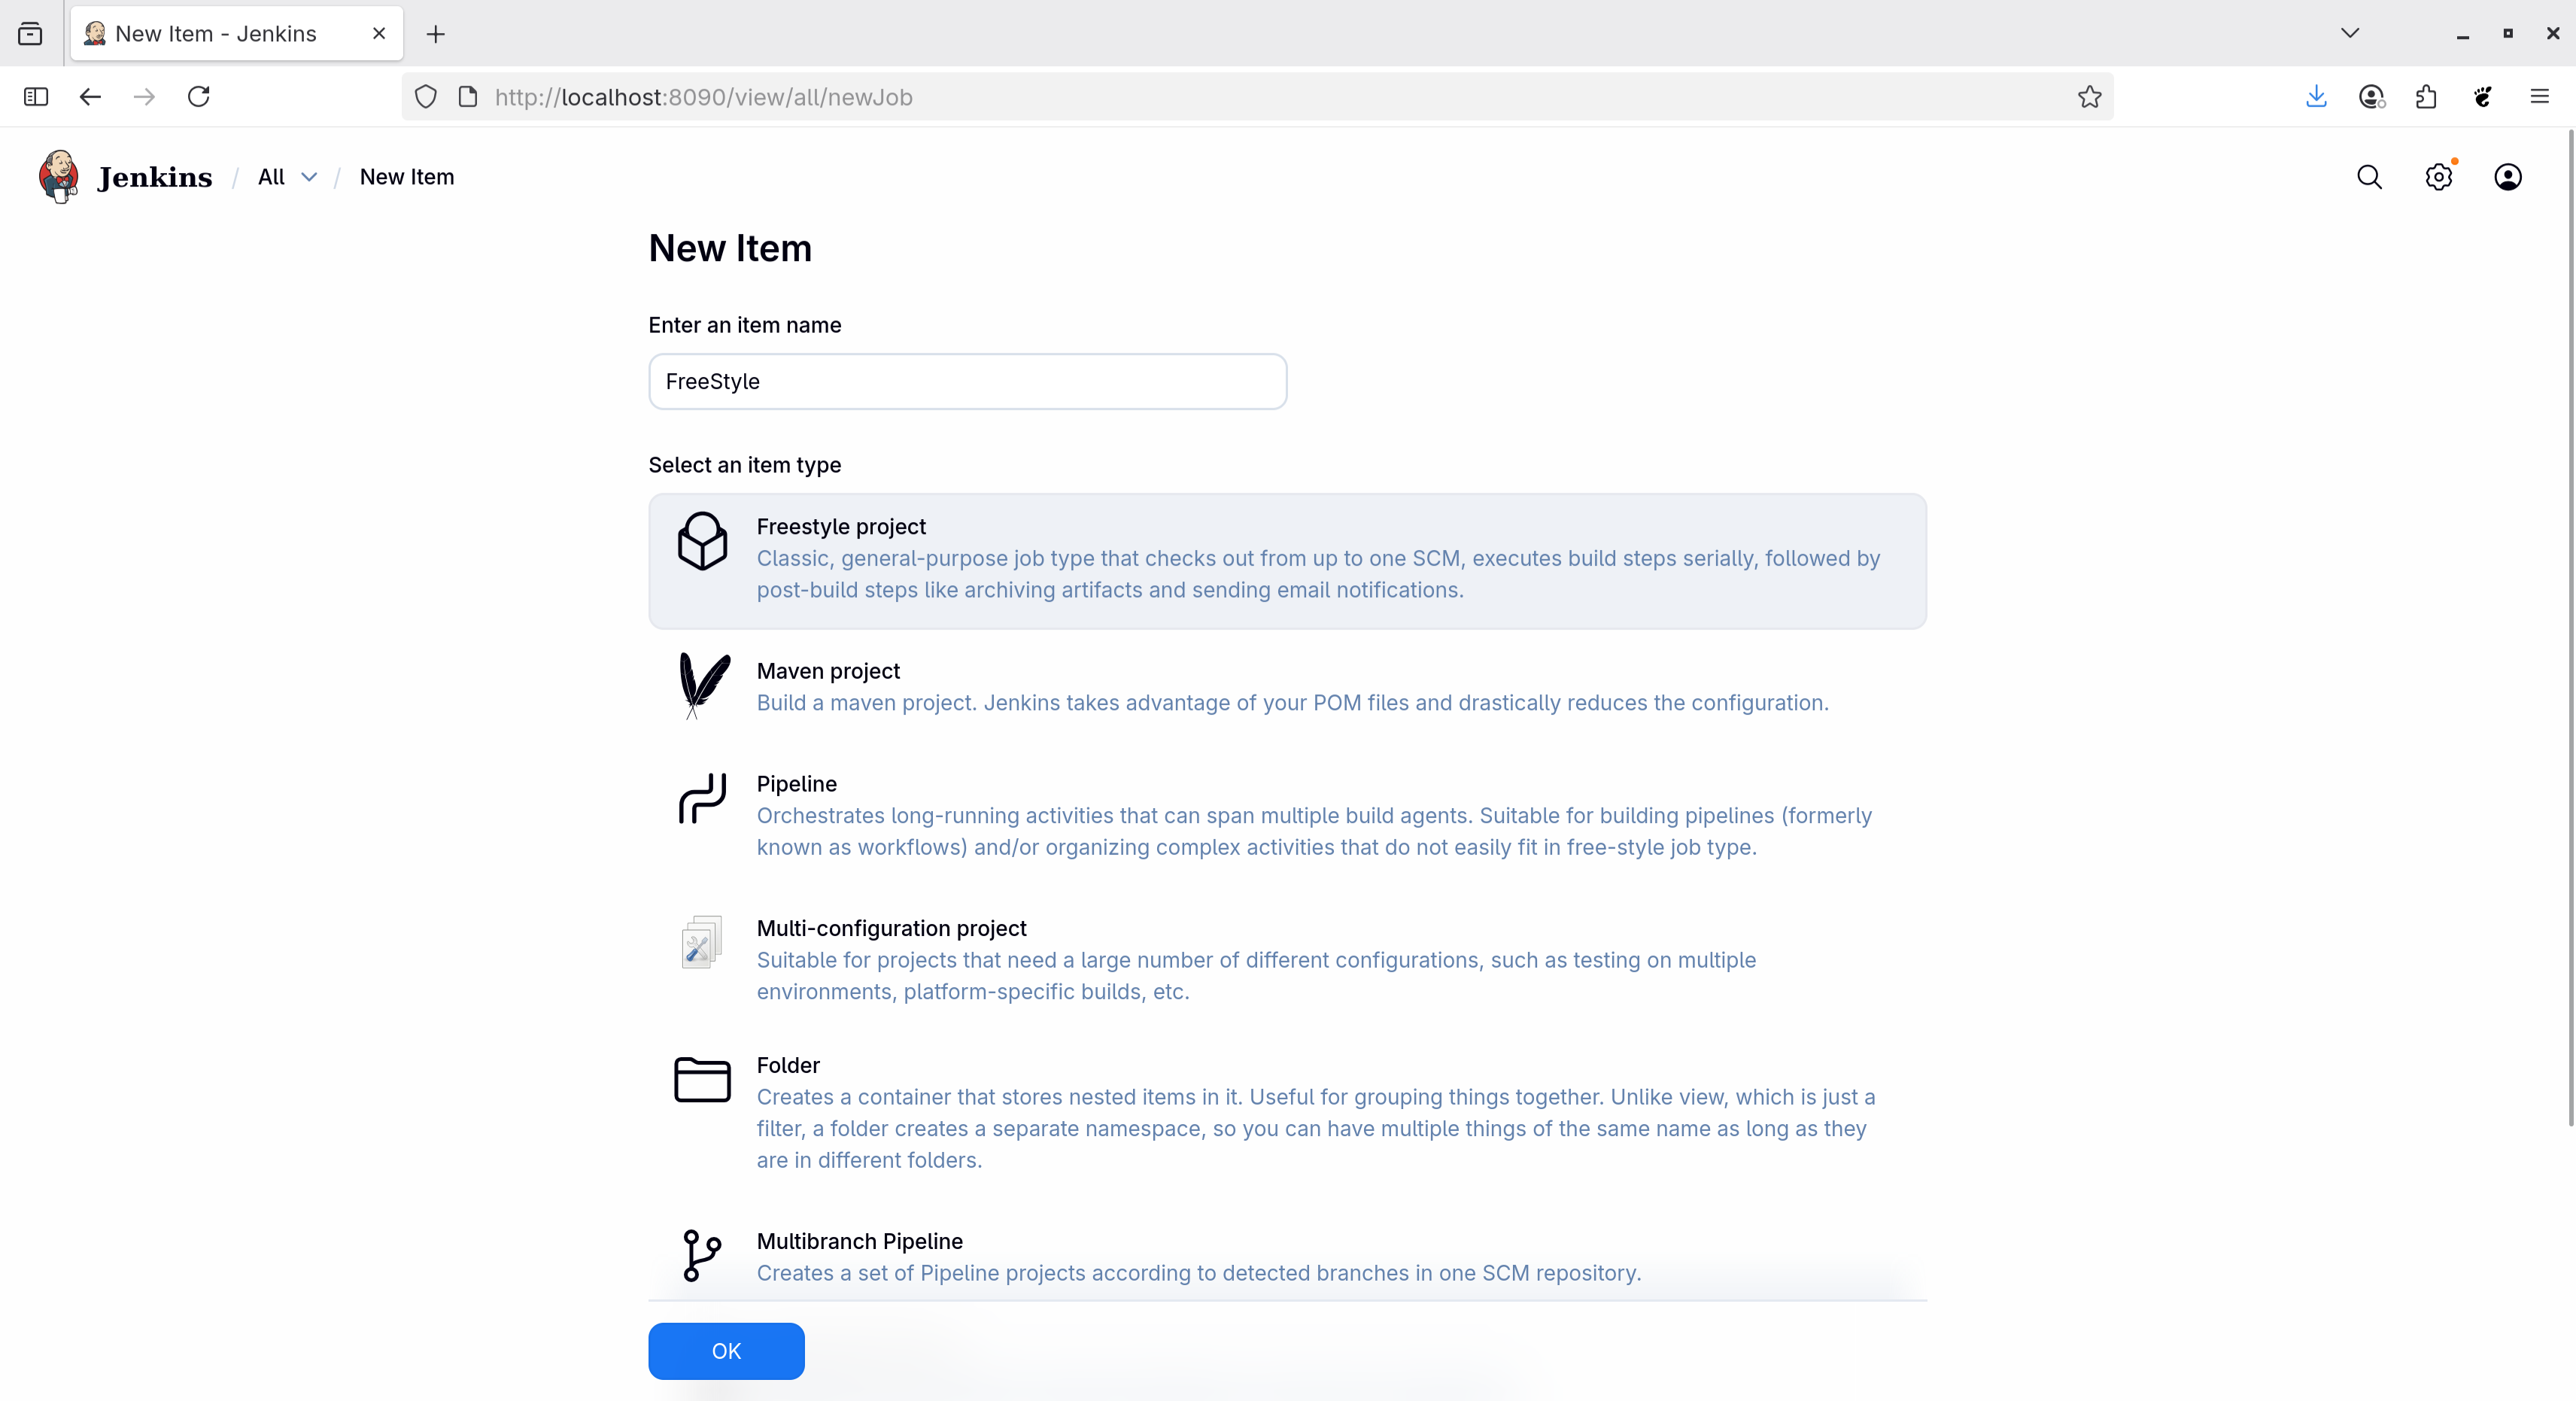 New Item - Jenkins
http://localhost:8090/view/all/newJob
Jenkins / All / New Item
New Item
Enter an item name
FreeStyle
Select an item type
Freestyle project
Classic, general-purpose job type that checks out from up to one SCM, executes build steps serially, followed by
post-build steps like archiving artifacts and sending email notifications.
Maven project
Build a maven project. Jenkins takes advantage of your POM files and drastically reduces the configuration.
Pipeline
Orchestrates long-running activities that can span multiple build agents. Suitable for building pipelines (formerly
known as workflows) and/or organizing complex activities that do not easily fit in free-style job type.
Multi-configuration project
Suitable for projects that need a large number of different configurations, such as testing on multiple
environments, platform-specific builds, etc.
Folder
Creates a container that stores nested items in it. Useful for grouping things together. Unlike view, which is just a
filter, a folder creates a separate namespace, so you can have multiple things of the same name as long as they
are in different folders.
Multibranch Pipeline
Creates a set of Pipeline projects according to detected branches in one SCM repository.
OK